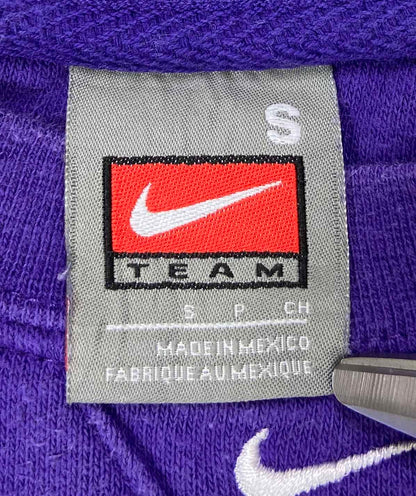 S
TEAM
S P CH
MADE IN MEXICO
FABRIQUE AU MEXIQUE